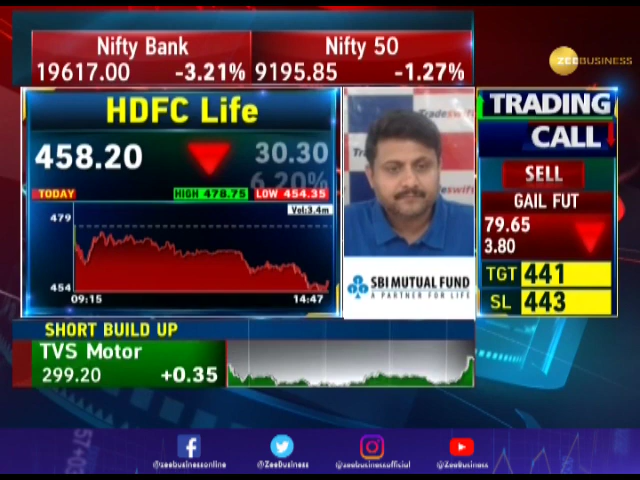 Nifty Bank
19617.00 -3.21%
Nifty 50
9195.85 -1.27%
ZEEBUSINESS
HDFC Life
458.20 30.30
6.20%
TODAY HIGH 478.75 LOW 454.35
Vol:3.4m
479
454
09:15 14:47
Tradeswift
SBI MUTUAL FUND
A PARTNER FOR LIFE
TRADING
CALL
SELL
GAIL FUT
79.65
3.80
TGT 441
SL 443
SHORT BUILD UP
TVS Motor
299.20 +0.35
@zeebusinessonline @ZeeBusiness @zeebusinessofficial @ZeeBusiness